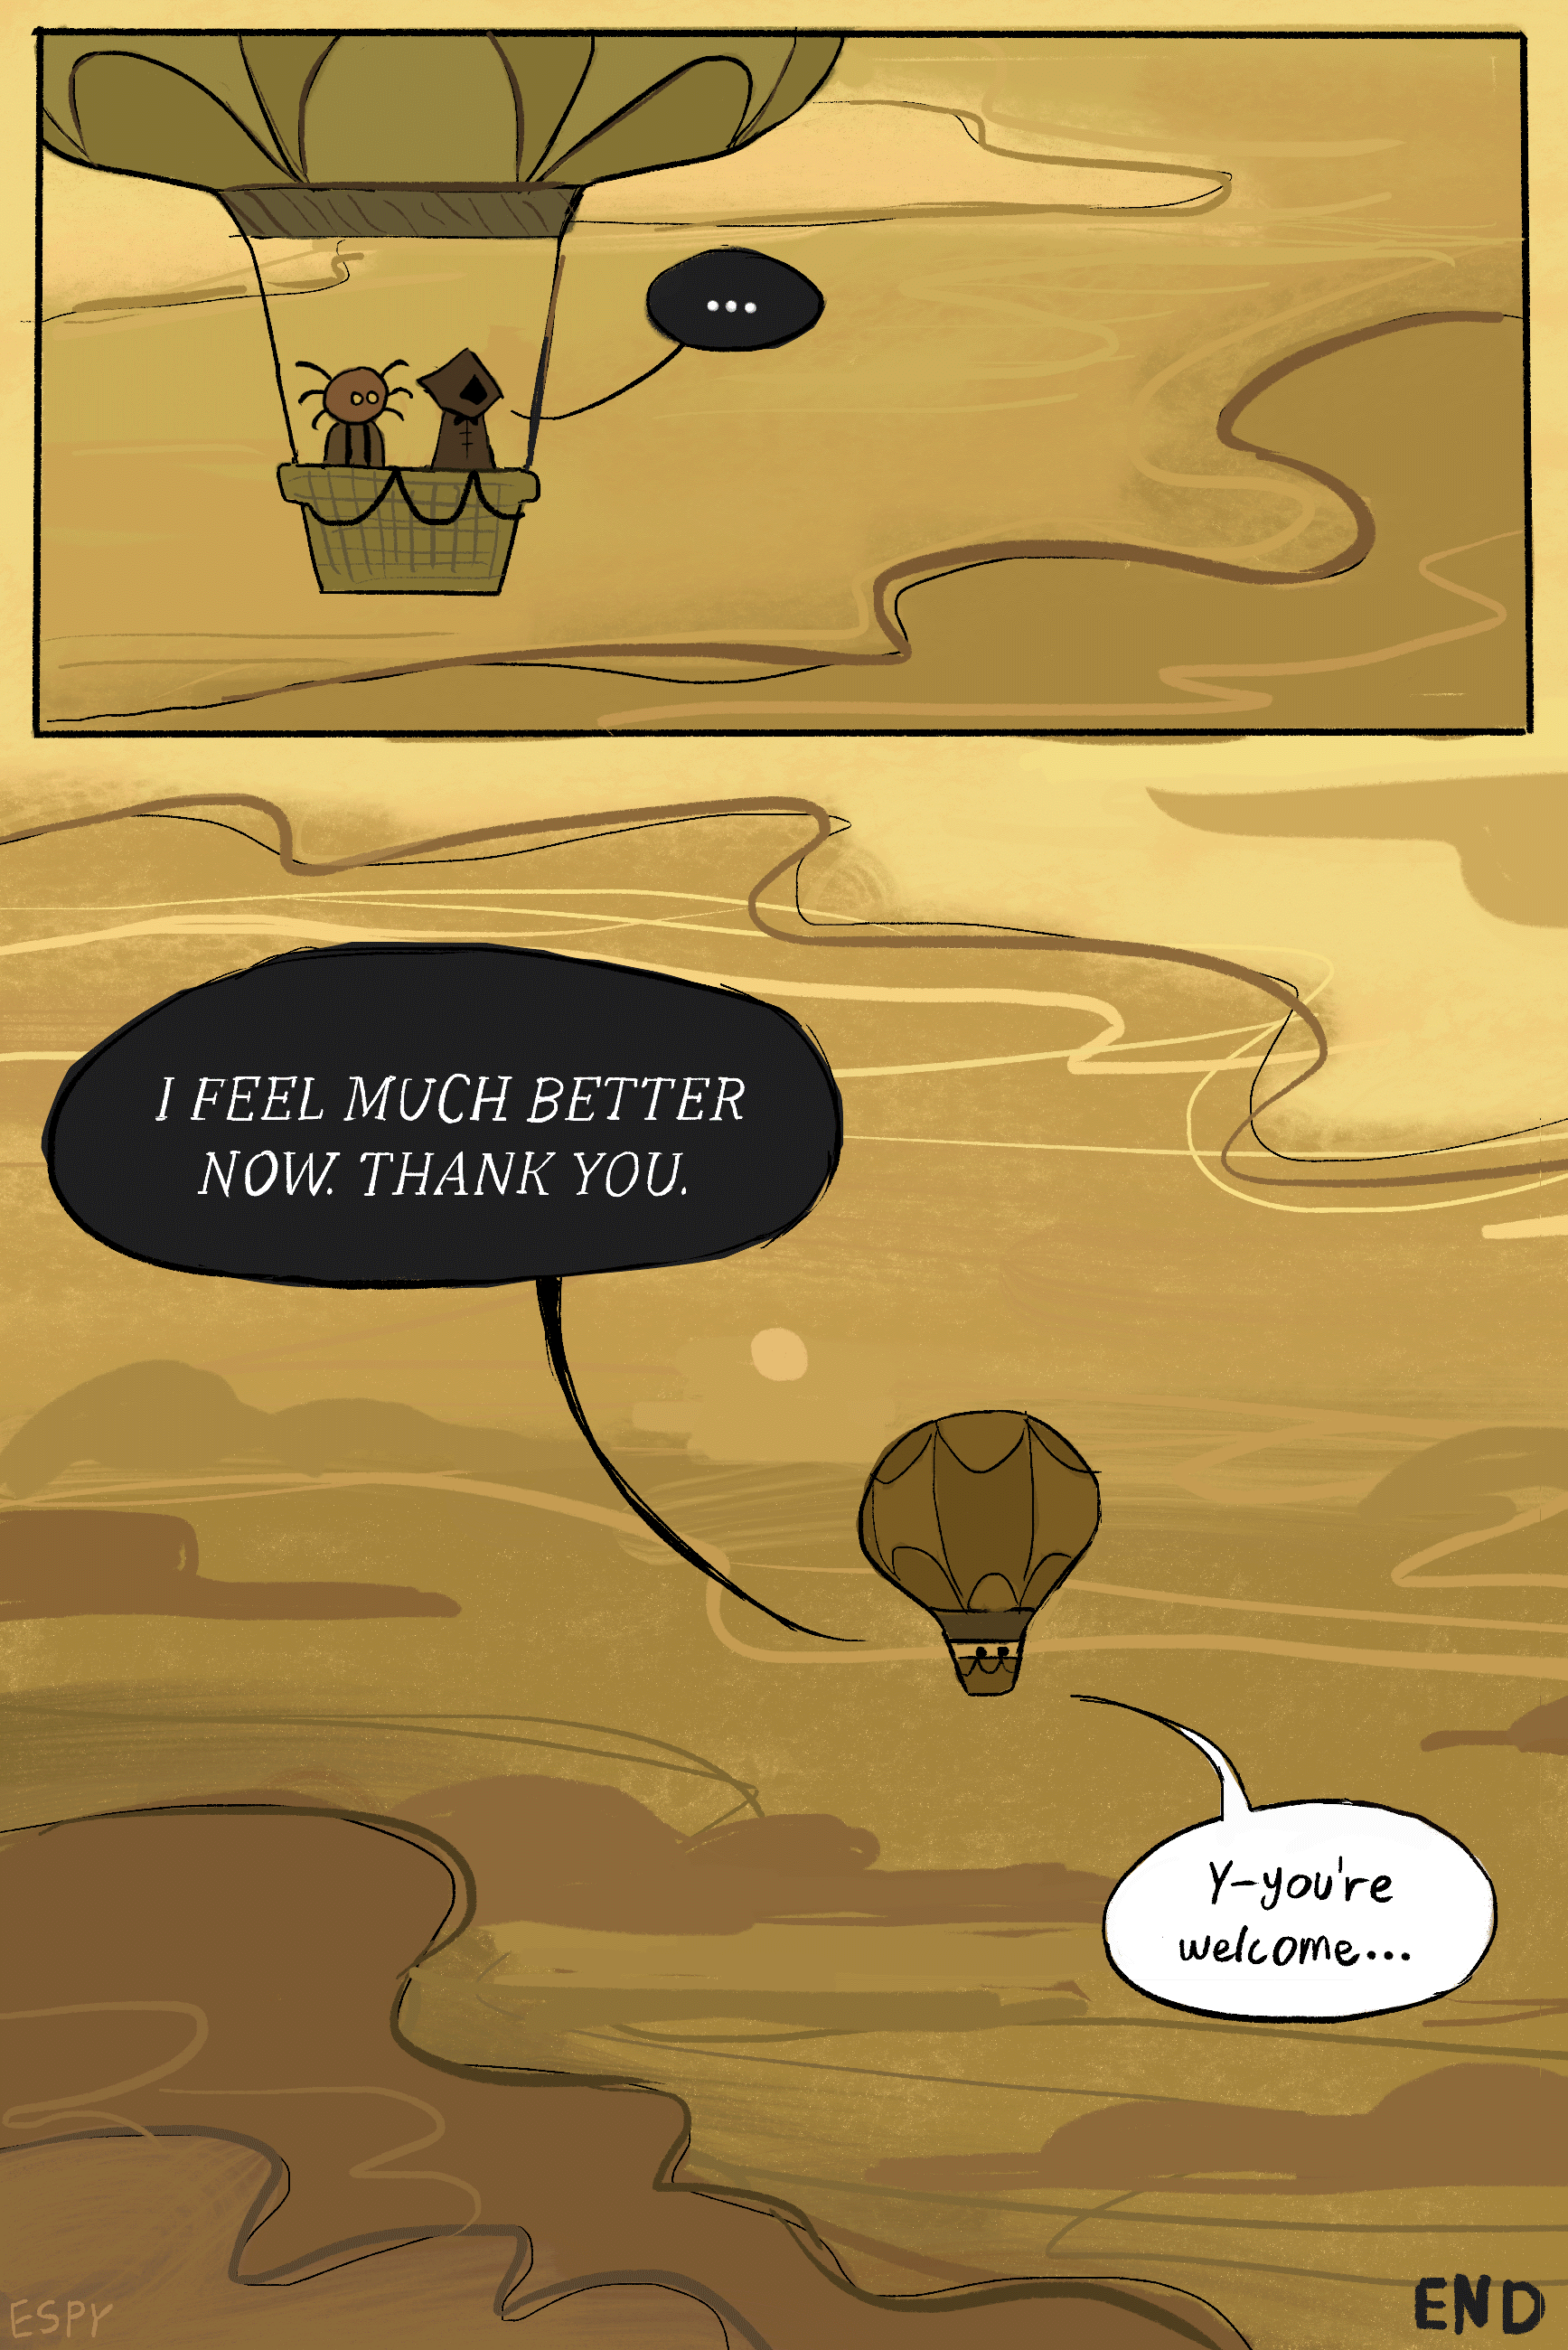 ...
I FEEL MUCH BETTER
NOW. THANK YOU.
Y-you're
welcome...
END
ESPY